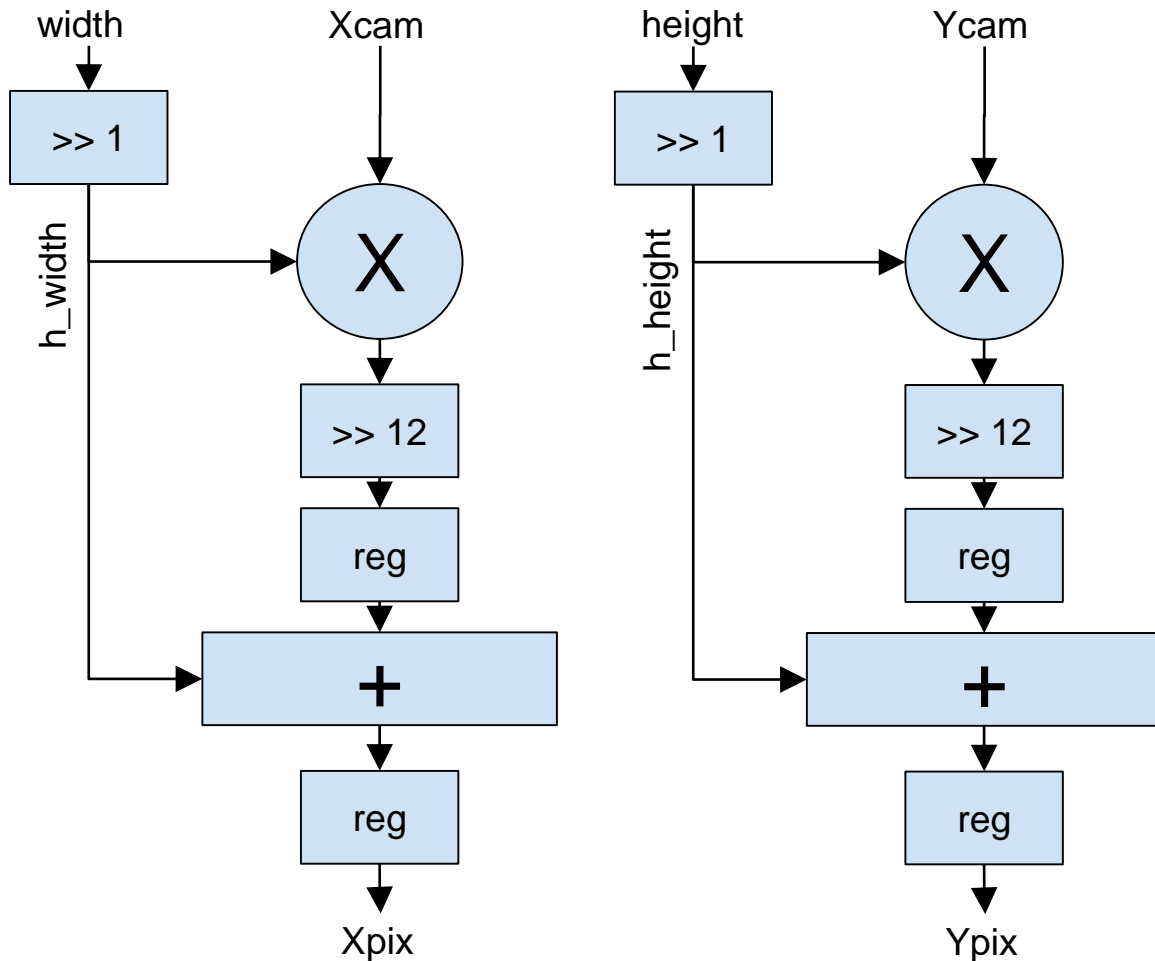 width
Xcam
height
Ycam
>> 1
>> 1
h_width
X
h_height
X
>> 12
>> 12
reg
reg
+
+
reg
reg
Xpix
Ypix